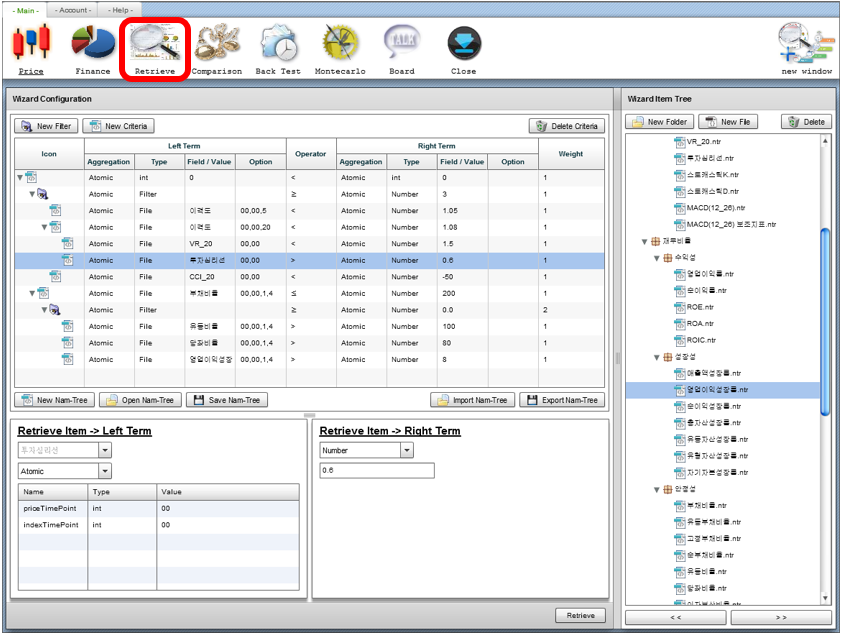 - Main - - Account - - Help -
Price Finance Retrieve Comparison Back Test Montecarlo TALK Board Close new window
Wizard Configuration
New Filter New Criteria Delete Criteria
Icon Left Term Operator Right Term Weight
Aggregation Type Field / Value Option Aggregation Type Field / Value Option
Atomic int 0 < Atomic int 0 1
Atomic Filter ≥ Atomic Number 3 1
Atomic File 이격도 00,00,5 < Atomic Number 1.05 1
Atomic File 이격도 00,00,20 < Atomic Number 1.08 1
Atomic File VR_20 00,00 < Atomic Number 1.5 1
Atomic File 투자심리선 00,00 > Atomic Number 0.6 1
Atomic File CCI_20 00,00 < Atomic Number -50 1
Atomic File 부채비율 00,00,1,4 ≤ Atomic Number 200 1
Atomic Filter ≥ Atomic Number 0.0 2
Atomic File 유동비율 00,00,1,4 > Atomic Number 100 1
Atomic File 당좌비율 00,00,1,4 > Atomic Number 80 1
Atomic File 영업이익성장 00,00,1,4 > Atomic Number 8 1
New Nam-Tree Open Nam-Tree Save Nam-Tree Import Nam-Tree Export Nam-Tree
Retrieve Item -> Left Term
투자심리선
Atomic
Name Type Value
priceTimePoint int 00
indexTimePoint int 00
Retrieve Item -> Right Term
Number
0.6
Retrieve
Wizard Item Tree
New Folder New File Delete
VR_20.ntr
투자심리선.ntr
스토캐스틱K.ntr
스토캐스틱D.ntr
MACD(12_26).ntr
MACD(12_26) 보조지표.ntr
재무비율
수익성
영업이익률.ntr
순이익률.ntr
ROE.ntr
ROA.ntr
ROIC.ntr
성장성
매출액성장률.ntr
영업이익성장률.ntr
순이익성장률.ntr
총자산성장률.ntr
유동자산성장률.ntr
유형자산성장률.ntr
자기자본성장률.ntr
안정성
부채비율.ntr
유동부채비율.ntr
고정부채비율.ntr
순부채비율.ntr
유동비율.ntr
당좌비율.ntr
<< >>